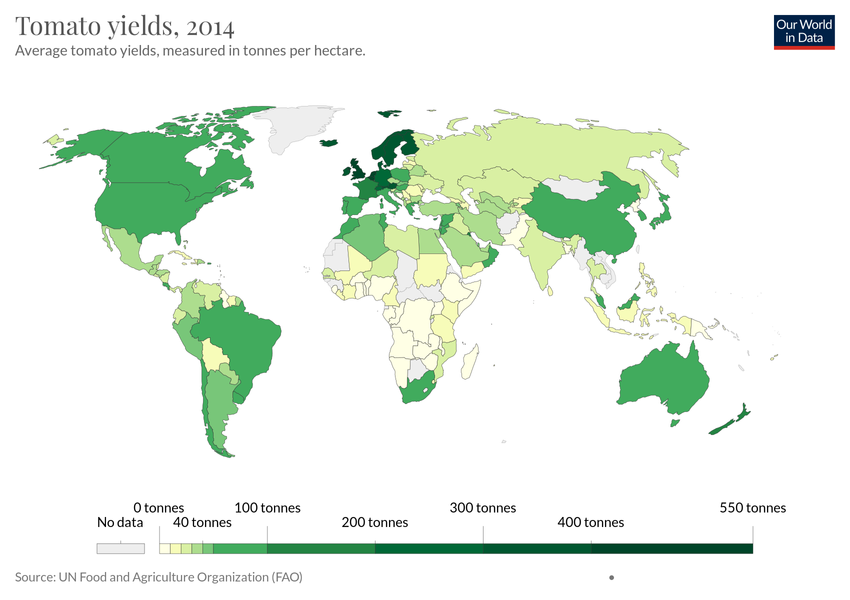 Tomato yields, 2014
Average tomato yields, measured in tonnes per hectare.
Our World
in Data
0 tonnes 100 tonnes 300 tonnes 550 tonnes
No data 40 tonnes 200 tonnes 400 tonnes
Source: UN Food and Agriculture Organization (FAO)